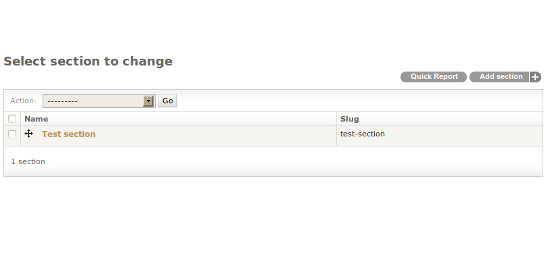 Select section to change
Quick Report Add section +
Action: --------- Go
Name Slug
Test section test-section
1 section